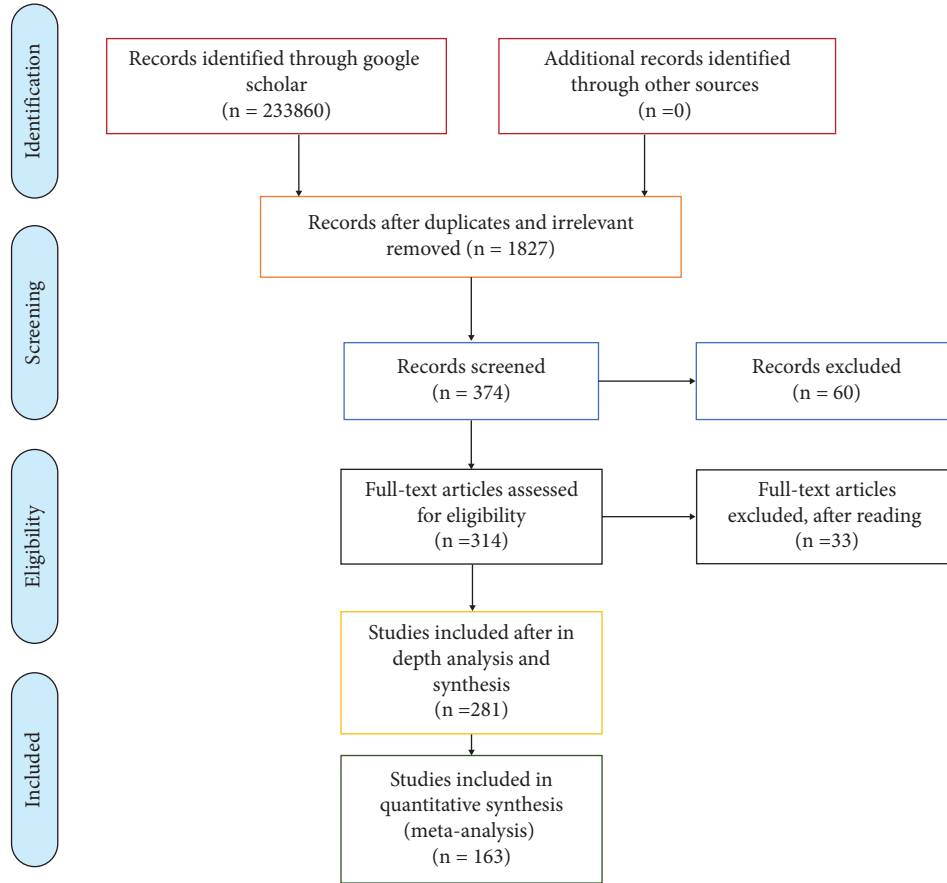 Identification
Records identified through google
scholar
(n = 233860)
Additional records identified
through other sources
(n =0)
Records after duplicates and irrelevant
removed (n = 1827)
Screening
Records screened
(n = 374)
Records excluded
(n = 60)
Eligibility
Full-text articles assessed
for eligibility
(n =314)
Full-text articles
excluded, after reading
(n =33)
Studies included after in
depth analysis and
synthesis
(n =281)
Included
Studies included in
quantitative synthesis
(meta-analysis)
(n = 163)